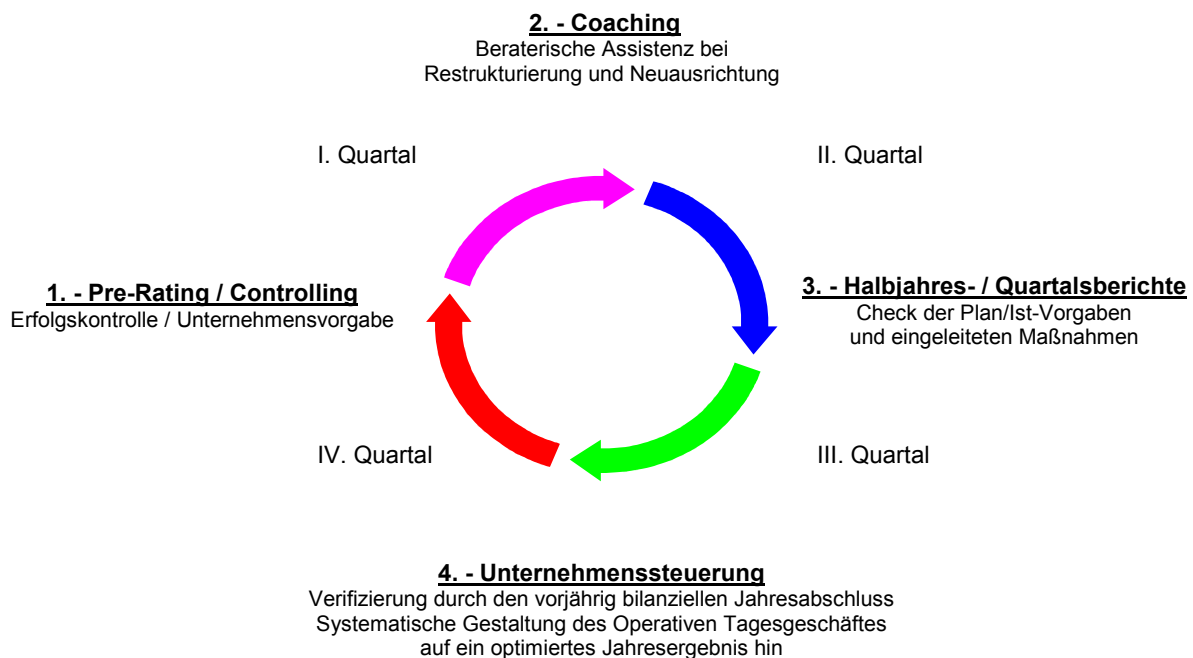 2. - Coaching
Beraterische Assistenz bei
Restrukturierung und Neuausrichtung
I. Quartal
II. Quartal
1. - Pre-Rating / Controlling
Erfolgskontrolle / Unternehmensvorgabe
3. - Halbjahres- / Quartalsberichte
Check der Plan/Ist-Vorgaben
und eingeleiteten Maßnahmen
IV. Quartal
III. Quartal
4. - Unternehmenssteuerung
Verifizierung durch den vorjährig bilanziellen Jahresabschluss
Systematische Gestaltung des Operativen Tagesgeschäftes
auf ein optimiertes Jahresergebnis hin